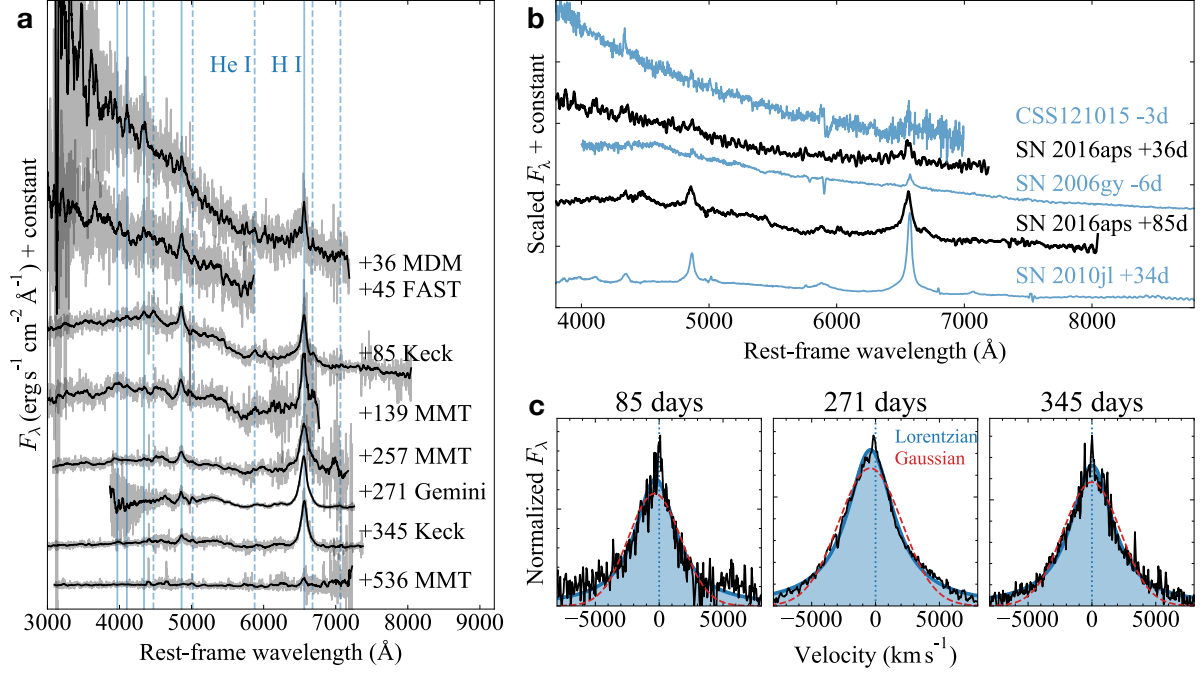 a
He I
H I
+36 MDM
+45 FAST
+85 Keck
+139 MMT
+257 MMT
+271 Gemini
+345 Keck
+536 MMT
F_λ (erg s⁻¹ cm⁻² Å⁻¹) + constant
3000 4000 5000 6000 7000 8000 9000
Rest-frame wavelength (Å)
b
CSS121015 -3d
SN 2016aps +36d
SN 2006gy -6d
SN 2016aps +85d
SN 2010jl +34d
Scaled F_λ + constant
4000 5000 6000 7000 8000
Rest-frame wavelength (Å)
c
85 days
271 days
345 days
Lorentzian
Gaussian
Normalized F_λ
−5000 0 5000
−5000 0 5000
−5000 0 5000
Velocity (km s⁻¹)